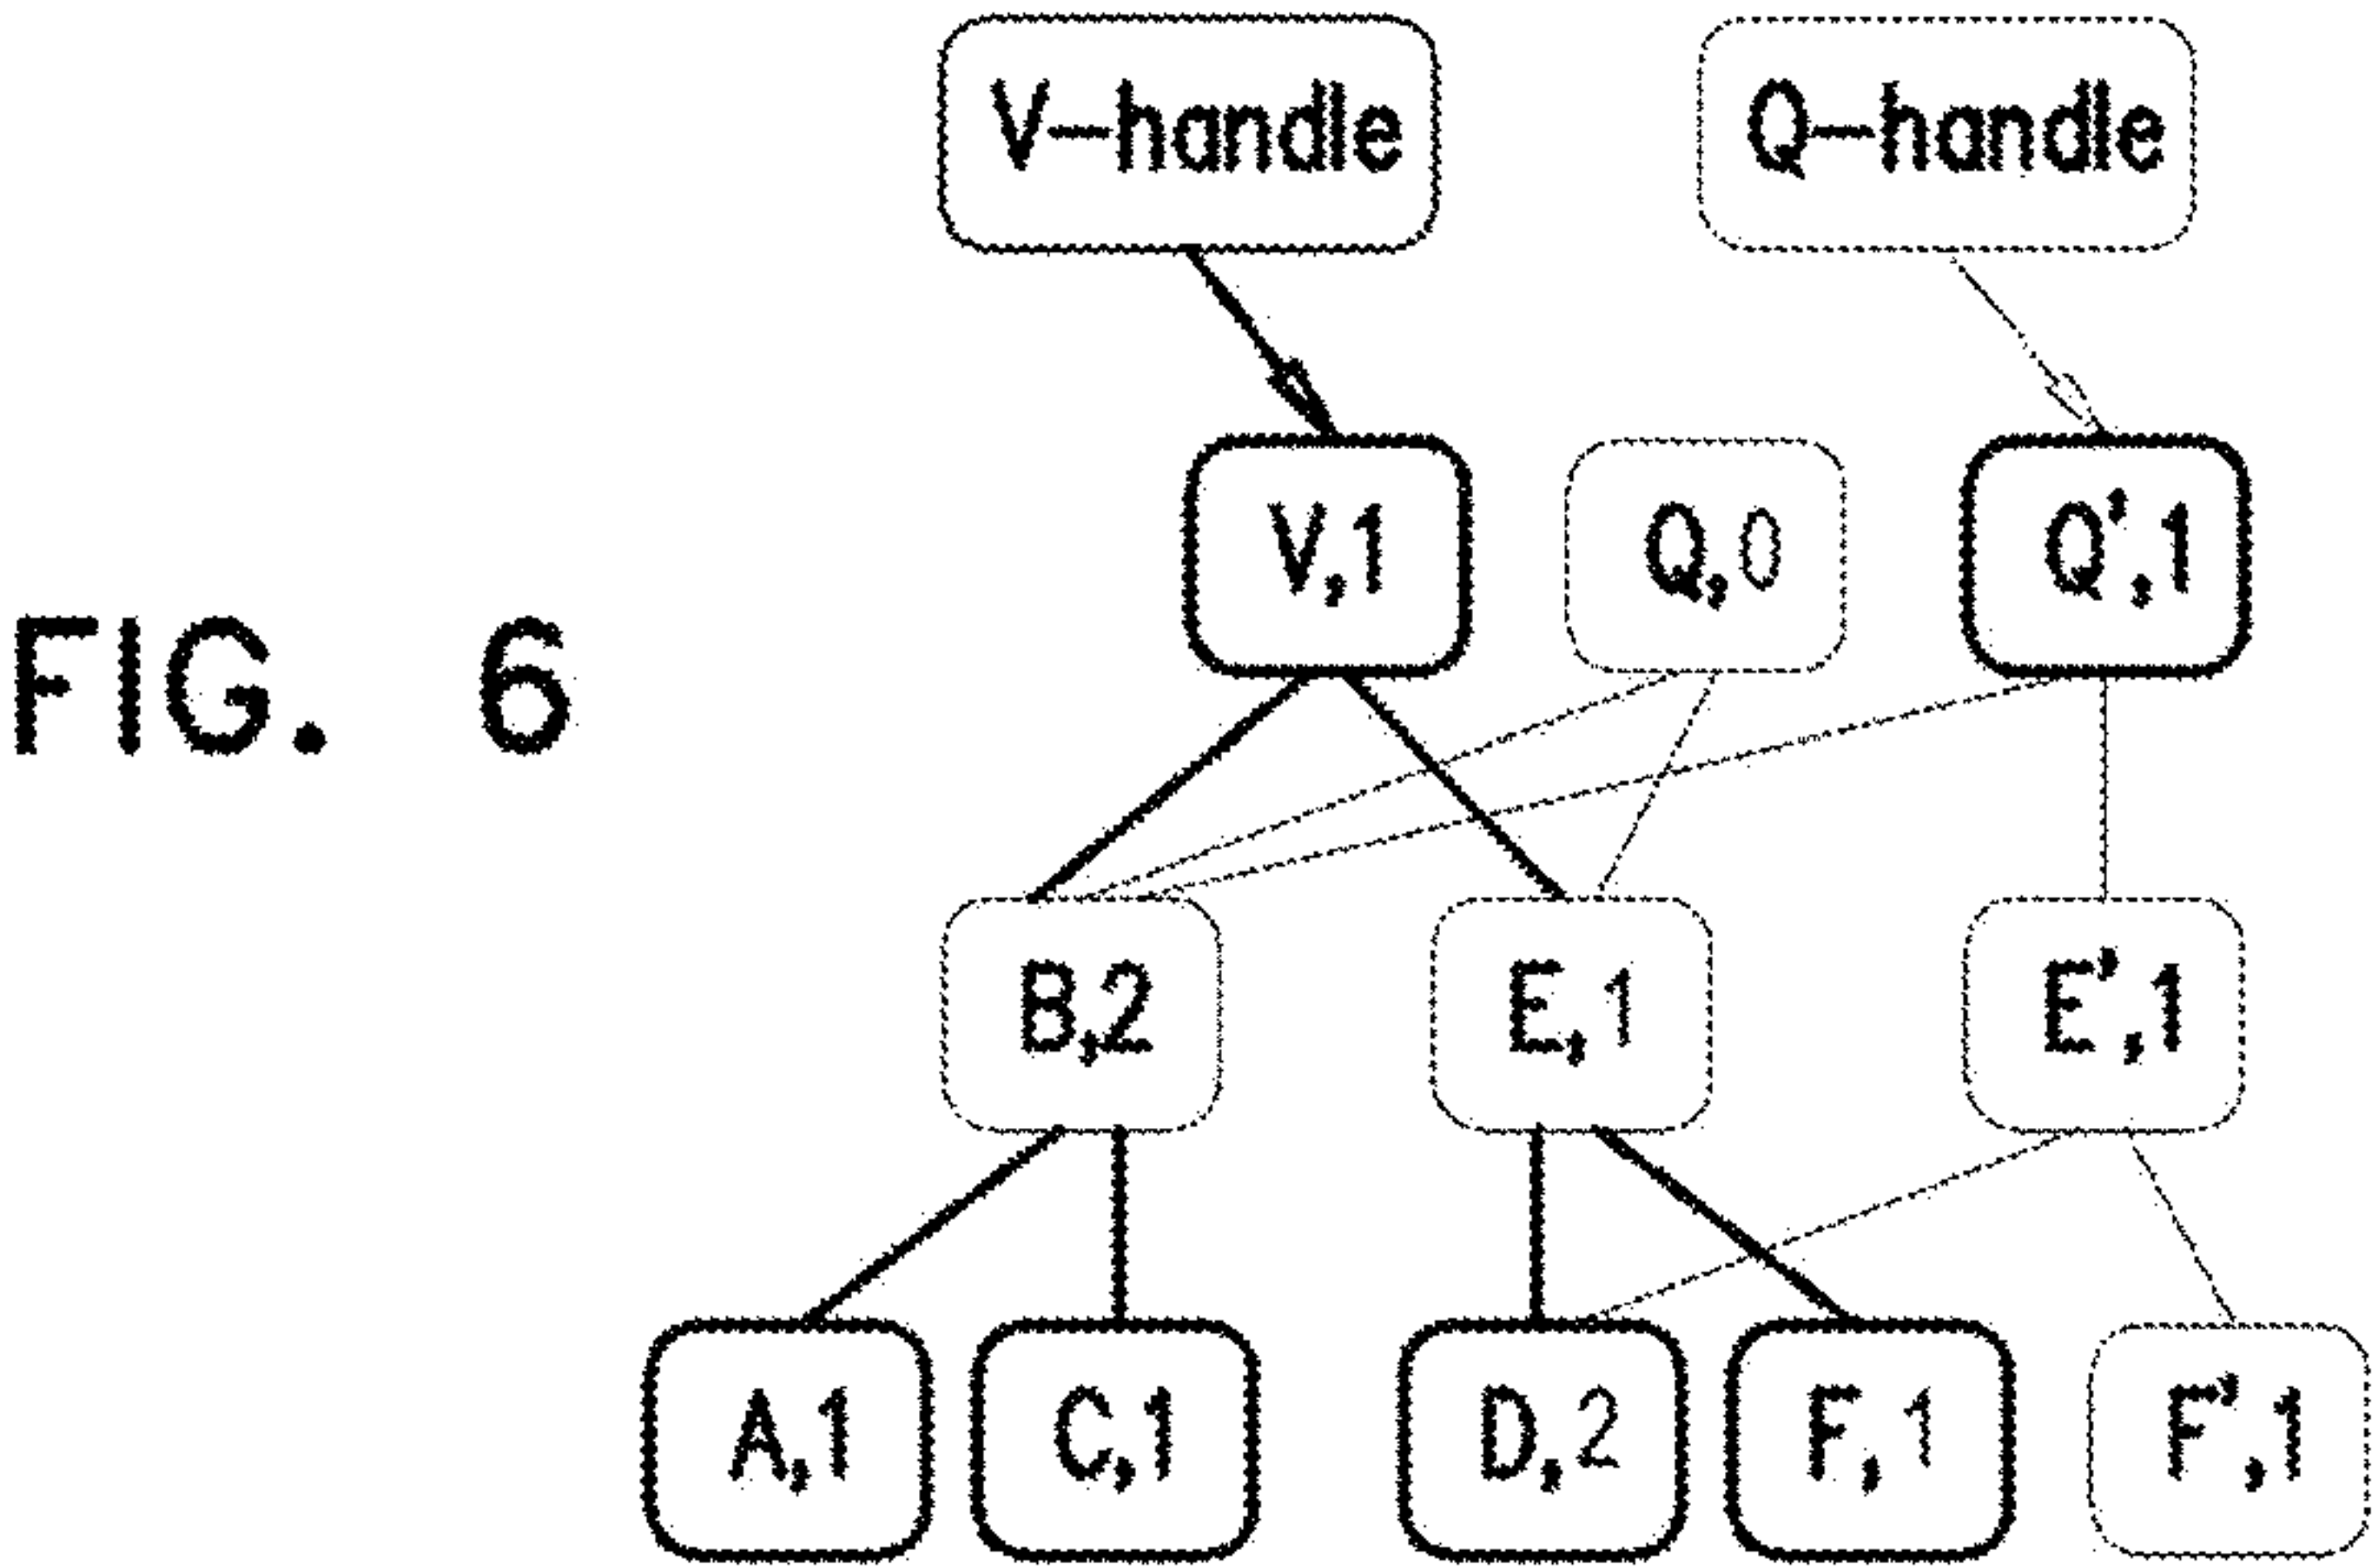 V-handle
Q-handle
V,1
Q,0
Q',1
FIG. 6
B,2
E,1
E',1
A,1
C,1
D,2
F,1
F',1